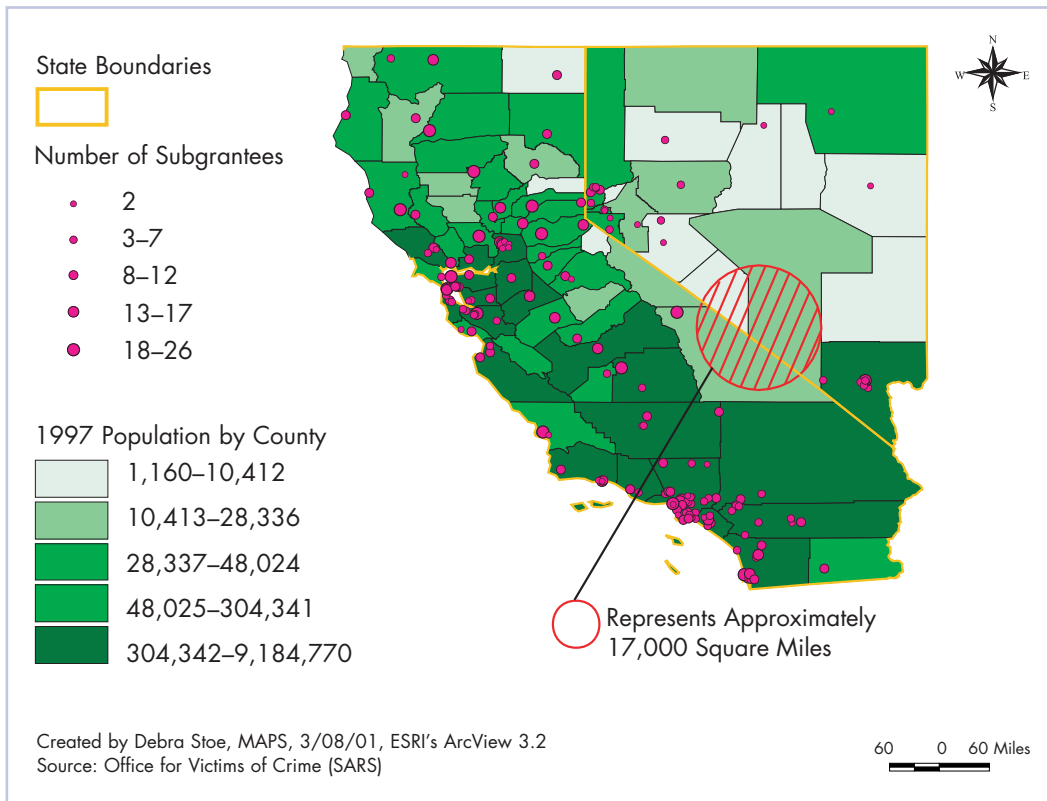 State Boundaries
Number of Subgrantees
2
3–7
8–12
13–17
18–26
1997 Population by County
1,160–10,412
10,413–28,336
28,337–48,024
48,025–304,341
304,342–9,184,770
N
W E
S
Represents Approximately
17,000 Square Miles
Created by Debra Stoe, MAPS, 3/08/01, ESRI's ArcView 3.2
Source: Office for Victims of Crime (SARS)
60 0 60 Miles